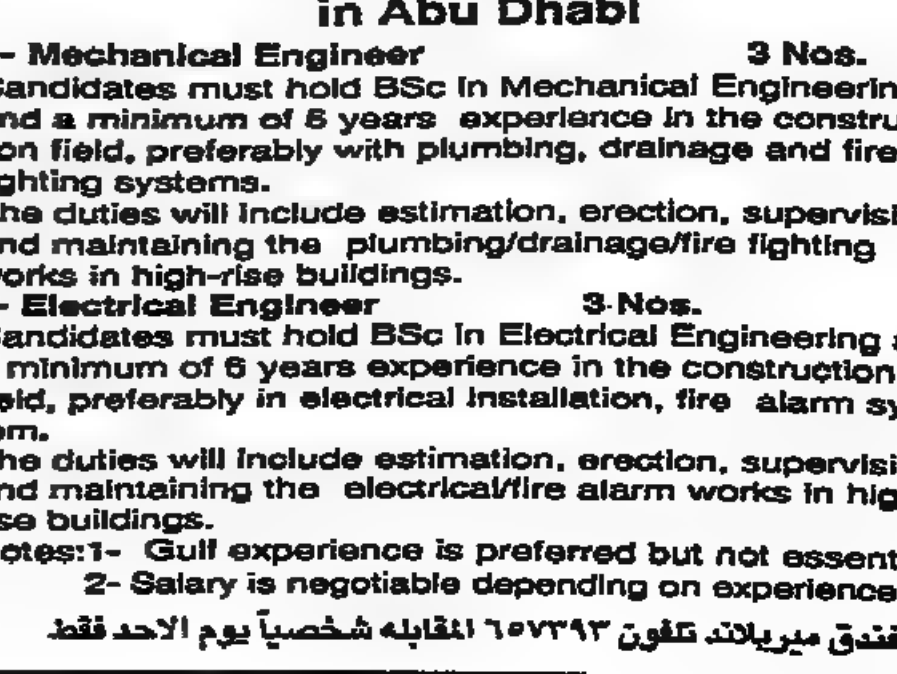 in Abu Dhabi
- Mechanical Engineer 3 Nos.
andidates must hold BSc in Mechanical Engineerin
nd a minimum of 6 years experience in the constru
on field, preferably with plumbing, drainage and fire
ghting systems.
he duties will include estimation, erection, supervisi
nd maintaining the plumbing/drainage/fire fighting
orks in high-rise buildings.
- Electrical Engineer 3 Nos.
andidates must hold BSc in Electrical Engineering
minimum of 6 years experience in the construction
eld, preferably in electrical installation, fire alarm sy
em.
he duties will include estimation, erection, supervisi
nd maintaining the electrical/fire alarm works in hig
se buildings.
otes:1- Gulf experience is preferred but not essent
2- Salary is negotiable depending on experience
فندق ميريلاند تلفون ٦٥٧٣٩٣ المقابله شخصياً يوم الاحد فقط